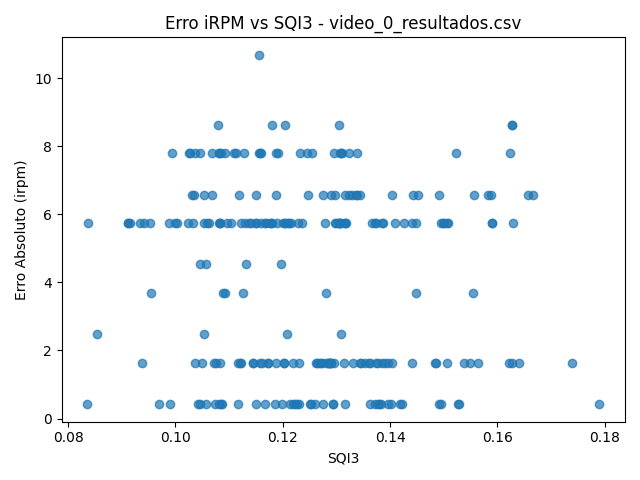 Erro iRPM vs SQI3 - video_0_resultados.csv
Erro Absoluto (irpm)
10
8
6
4
2
0
0.08 0.10 0.12 0.14 0.16 0.18
SQI3